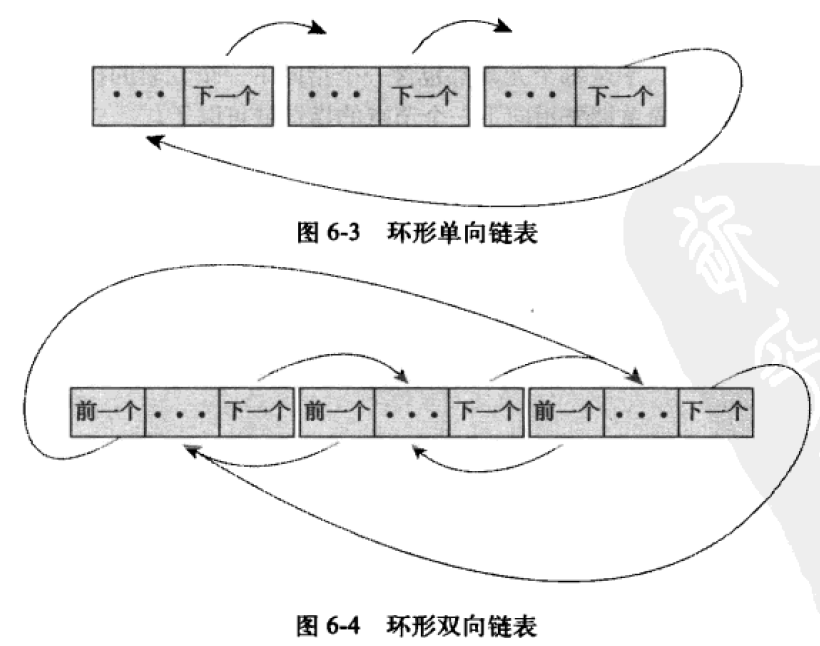 ••• 下一个 ••• 下一个 ••• 下一个
图 6-3 环形单向链表
前一个 ••• 下一个 前一个 ••• 下一个 前一个 ••• 下一个
图 6-4 环形双向链表